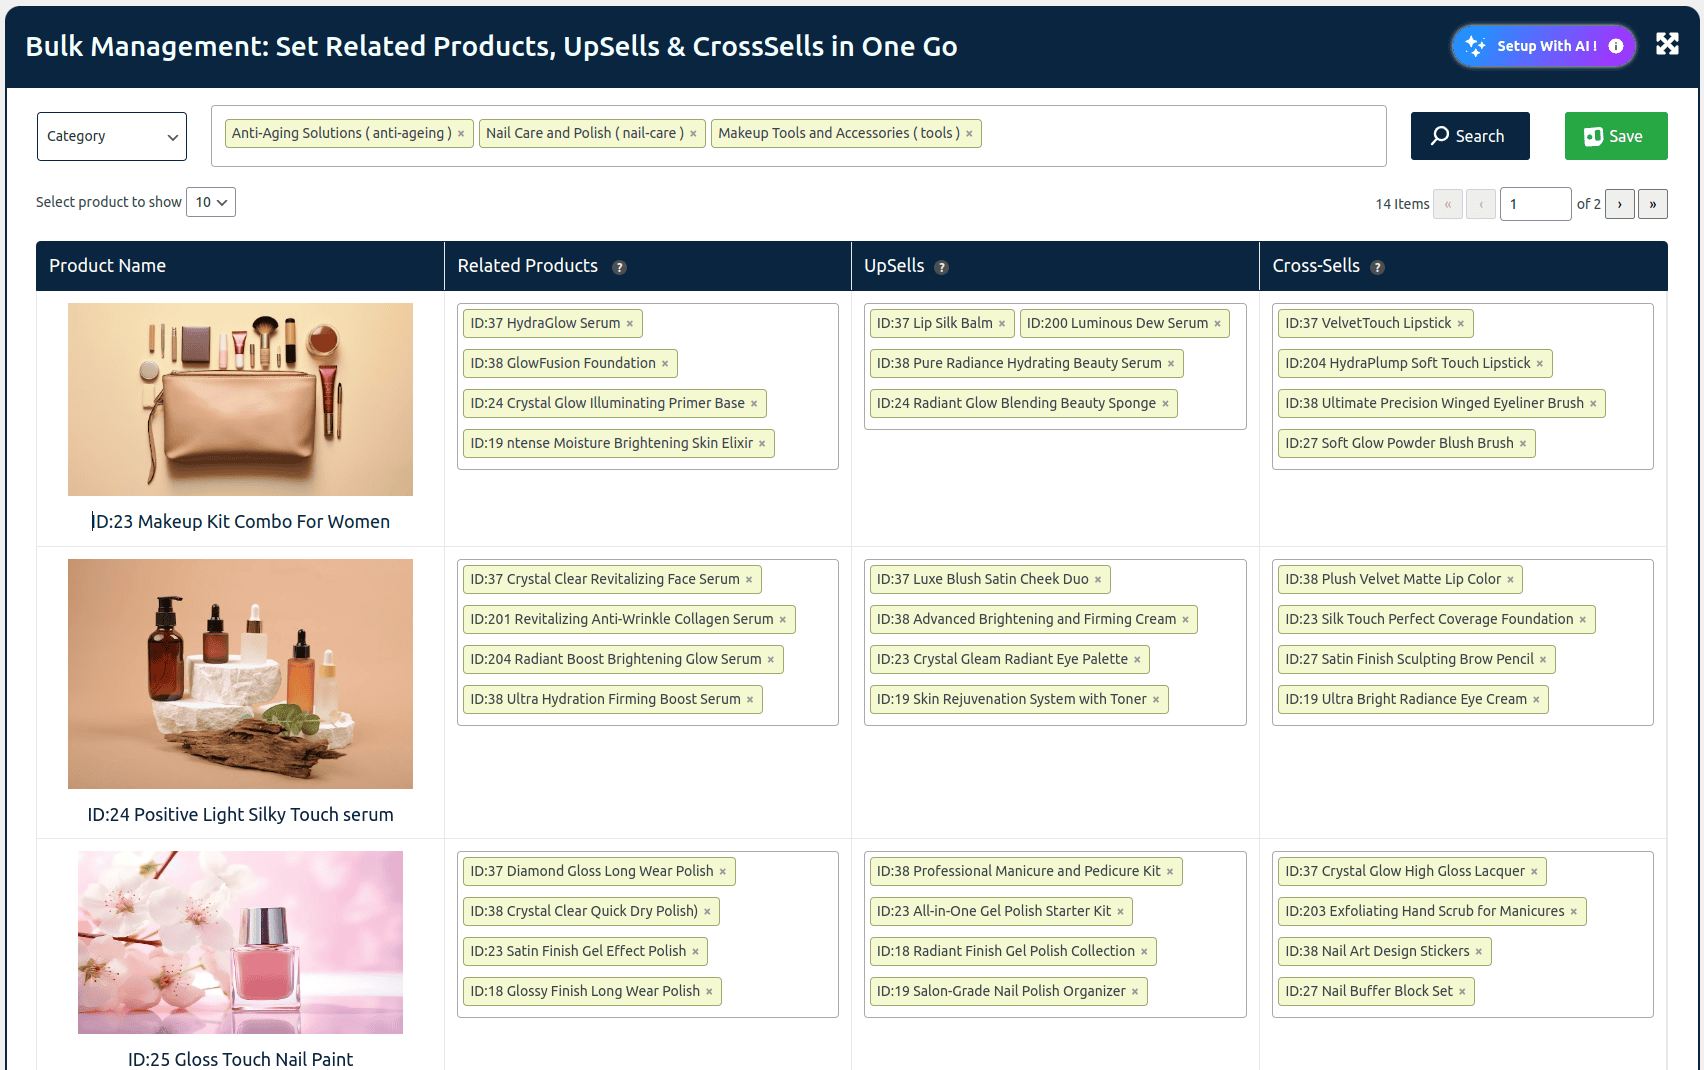 Bulk Management: Set Related Products, UpSells & CrossSells in One Go
Setup With AI !
Category
Anti-Aging Solutions ( anti-ageing ) ×
Nail Care and Polish ( nail-care ) ×
Makeup Tools and Accessories ( tools ) ×
Search
Save
Select product to show 10
14 Items « ‹ 1 of 2 › »
Product Name
Related Products ?
UpSells ?
Cross-Sells ?
ID:23 Makeup Kit Combo For Women
ID:37 HydraGlow Serum ×
ID:38 GlowFusion Foundation ×
ID:24 Crystal Glow Illuminating Primer Base ×
ID:19 ntense Moisture Brightening Skin Elixir ×
ID:37 Lip Silk Balm × ID:200 Luminous Dew Serum ×
ID:38 Pure Radiance Hydrating Beauty Serum ×
ID:24 Radiant Glow Blending Beauty Sponge ×
ID:37 VelvetTouch Lipstick ×
ID:204 HydraPlump Soft Touch Lipstick ×
ID:38 Ultimate Precision Winged Eyeliner Brush ×
ID:27 Soft Glow Powder Blush Brush ×
ID:24 Positive Light Silky Touch serum
ID:37 Crystal Clear Revitalizing Face Serum ×
ID:201 Revitalizing Anti-Wrinkle Collagen Serum ×
ID:204 Radiant Boost Brightening Glow Serum ×
ID:38 Ultra Hydration Firming Boost Serum ×
ID:37 Luxe Blush Satin Cheek Duo ×
ID:38 Advanced Brightening and Firming Cream ×
ID:23 Crystal Gleam Radiant Eye Palette ×
ID:19 Skin Rejuvenation System with Toner ×
ID:38 Plush Velvet Matte Lip Color ×
ID:23 Silk Touch Perfect Coverage Foundation ×
ID:27 Satin Finish Sculpting Brow Pencil ×
ID:19 Ultra Bright Radiance Eye Cream ×
ID:25 Gloss Touch Nail Paint
ID:37 Diamond Gloss Long Wear Polish ×
ID:38 Crystal Clear Quick Dry Polish) ×
ID:23 Satin Finish Gel Effect Polish ×
ID:18 Glossy Finish Long Wear Polish ×
ID:38 Professional Manicure and Pedicure Kit ×
ID:23 All-in-One Gel Polish Starter Kit ×
ID:18 Radiant Finish Gel Polish Collection ×
ID:19 Salon-Grade Nail Polish Organizer ×
ID:37 Crystal Glow High Gloss Lacquer ×
ID:203 Exfoliating Hand Scrub for Manicures ×
ID:38 Nail Art Design Stickers ×
ID:27 Nail Buffer Block Set ×